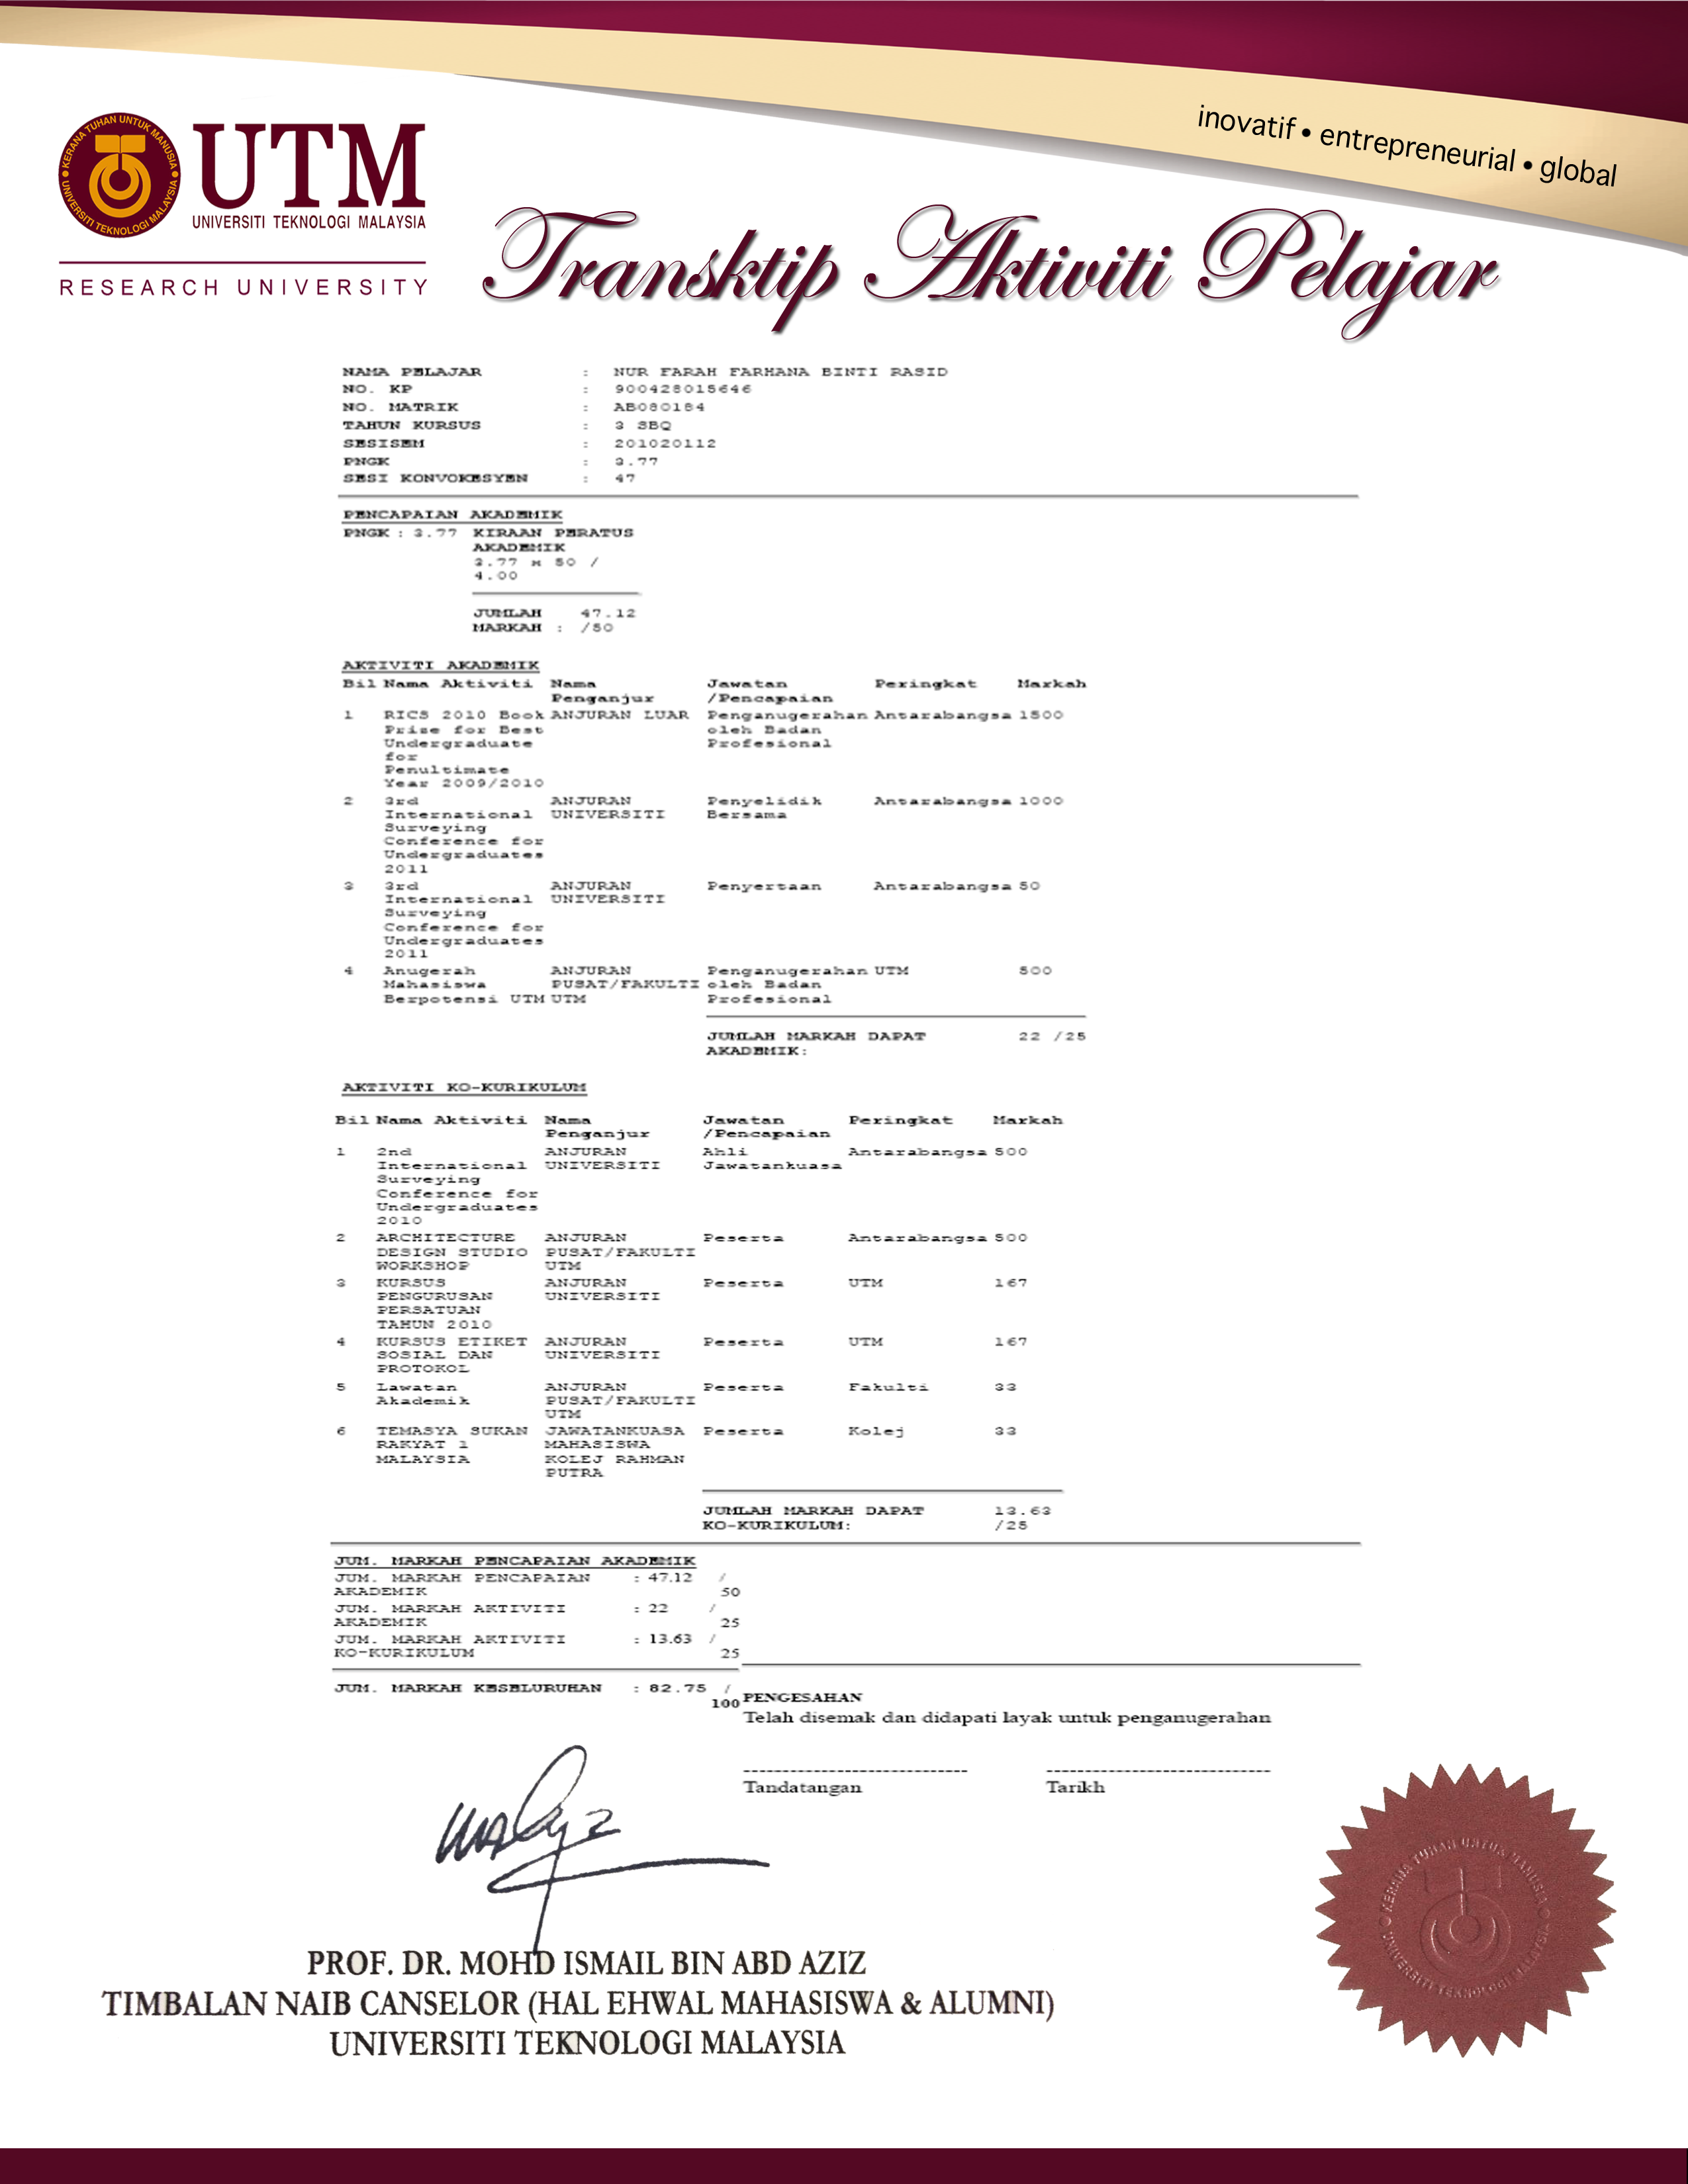 inovatif • entrepreneurial • global
KERANA TUHAN UNTUK MANUSIA
UNIVERSITI TEKNOLOGI MALAYSIA
UTM
UNIVERSITI TEKNOLOGI MALAYSIA
RESEARCH UNIVERSITY
Transktip Aktiviti Pelajar
NAMA PELAJAR : NUR FARAH FARHANA BINTI RASID
NO. KP : 900428015646
NO. MATRIK : AB080184
TAHUN KURSUS : 3 SBQ
SESISEM : 201020112
PNGK : 3.77
SESI KONVOKESYEN : 47
PENCAPAIAN AKADEMIK
PNGK : 3.77 KIRAAN PERATUS
AKADEMIK
3.77 x 50 /
4.00
JUMLAH 47.12
MARKAH : /50
AKTIVITI AKADEMIK
Bil Nama Aktiviti Nama Jawatan Peringkat Markah
Penganjur /Pencapaian
1 RICS 2010 Book ANJURAN LUAR Penganugerahan Antarabangsa 1500
Prize for Best oleh Badan
Undergraduate Profesional
for
Penultimate
Year 2009/2010
2 3rd ANJURAN Penyelidik Antarabangsa 1000
International UNIVERSITI Bersama
Surveying
Conference for
Undergraduates
2011
3 3rd ANJURAN Penyertaan Antarabangsa 50
International UNIVERSITI
Surveying
Conference for
Undergraduates
2011
4 Anugerah ANJURAN Penganugerahan UTM 500
Mahasiswa PUSAT/FAKULTI oleh Badan
Berpotensi UTM UTM Profesional
JUMLAH MARKAH DAPAT 22 /25
AKADEMIK:
AKTIVITI KO-KURIKULUM
Bil Nama Aktiviti Nama Jawatan Peringkat Markah
Penganjur /Pencapaian
1 2nd ANJURAN Ahli Antarabangsa 500
International UNIVERSITI Jawatankuasa
Surveying
Conference for
Undergraduates
2010
2 ARCHITECTURE ANJURAN Peserta Antarabangsa 500
DESIGN STUDIO PUSAT/FAKULTI
WORKSHOP UTM
3 KURSUS ANJURAN Peserta UTM 167
PENGURUSAN UNIVERSITI
PERSATUAN
TAHUN 2010
4 KURSUS ETIKET ANJURAN Peserta UTM 167
SOSIAL DAN UNIVERSITI
PROTOKOL
5 Lawatan ANJURAN Peserta Fakulti 33
Akademik PUSAT/FAKULTI
UTM
6 TEMASYA SUKAN JAWATANKUASA Peserta Kolej 33
RAKYAT 1 MAHASISWA
MALAYSIA KOLEJ RAHMAN
PUTRA
JUMLAH MARKAH DAPAT 13.63
KO-KURIKULUM: /25
JUM. MARKAH PENCAPAIAN AKADEMIK
JUM. MARKAH PENCAPAIAN : 47.12 /
AKADEMIK 50
JUM. MARKAH AKTIVITI : 22 /
AKADEMIK 25
JUM. MARKAH AKTIVITI : 13.63 /
KO-KURIKULUM 25
JUM. MARKAH KESELURUHAN : 82.75 /
100
PENGESAHAN
Telah disemak dan didapati layak untuk penganugerahan
Tandatangan Tarikh
PROF. DR. MOHD ISMAIL BIN ABD AZIZ
TIMBALAN NAIB CANSELOR (HAL EHWAL MAHASISWA & ALUMNI)
UNIVERSITI TEKNOLOGI MALAYSIA
KERANA TUHAN UNTUK MANUSIA
UNIVERSITI TEKNOLOGI MALAYSIA